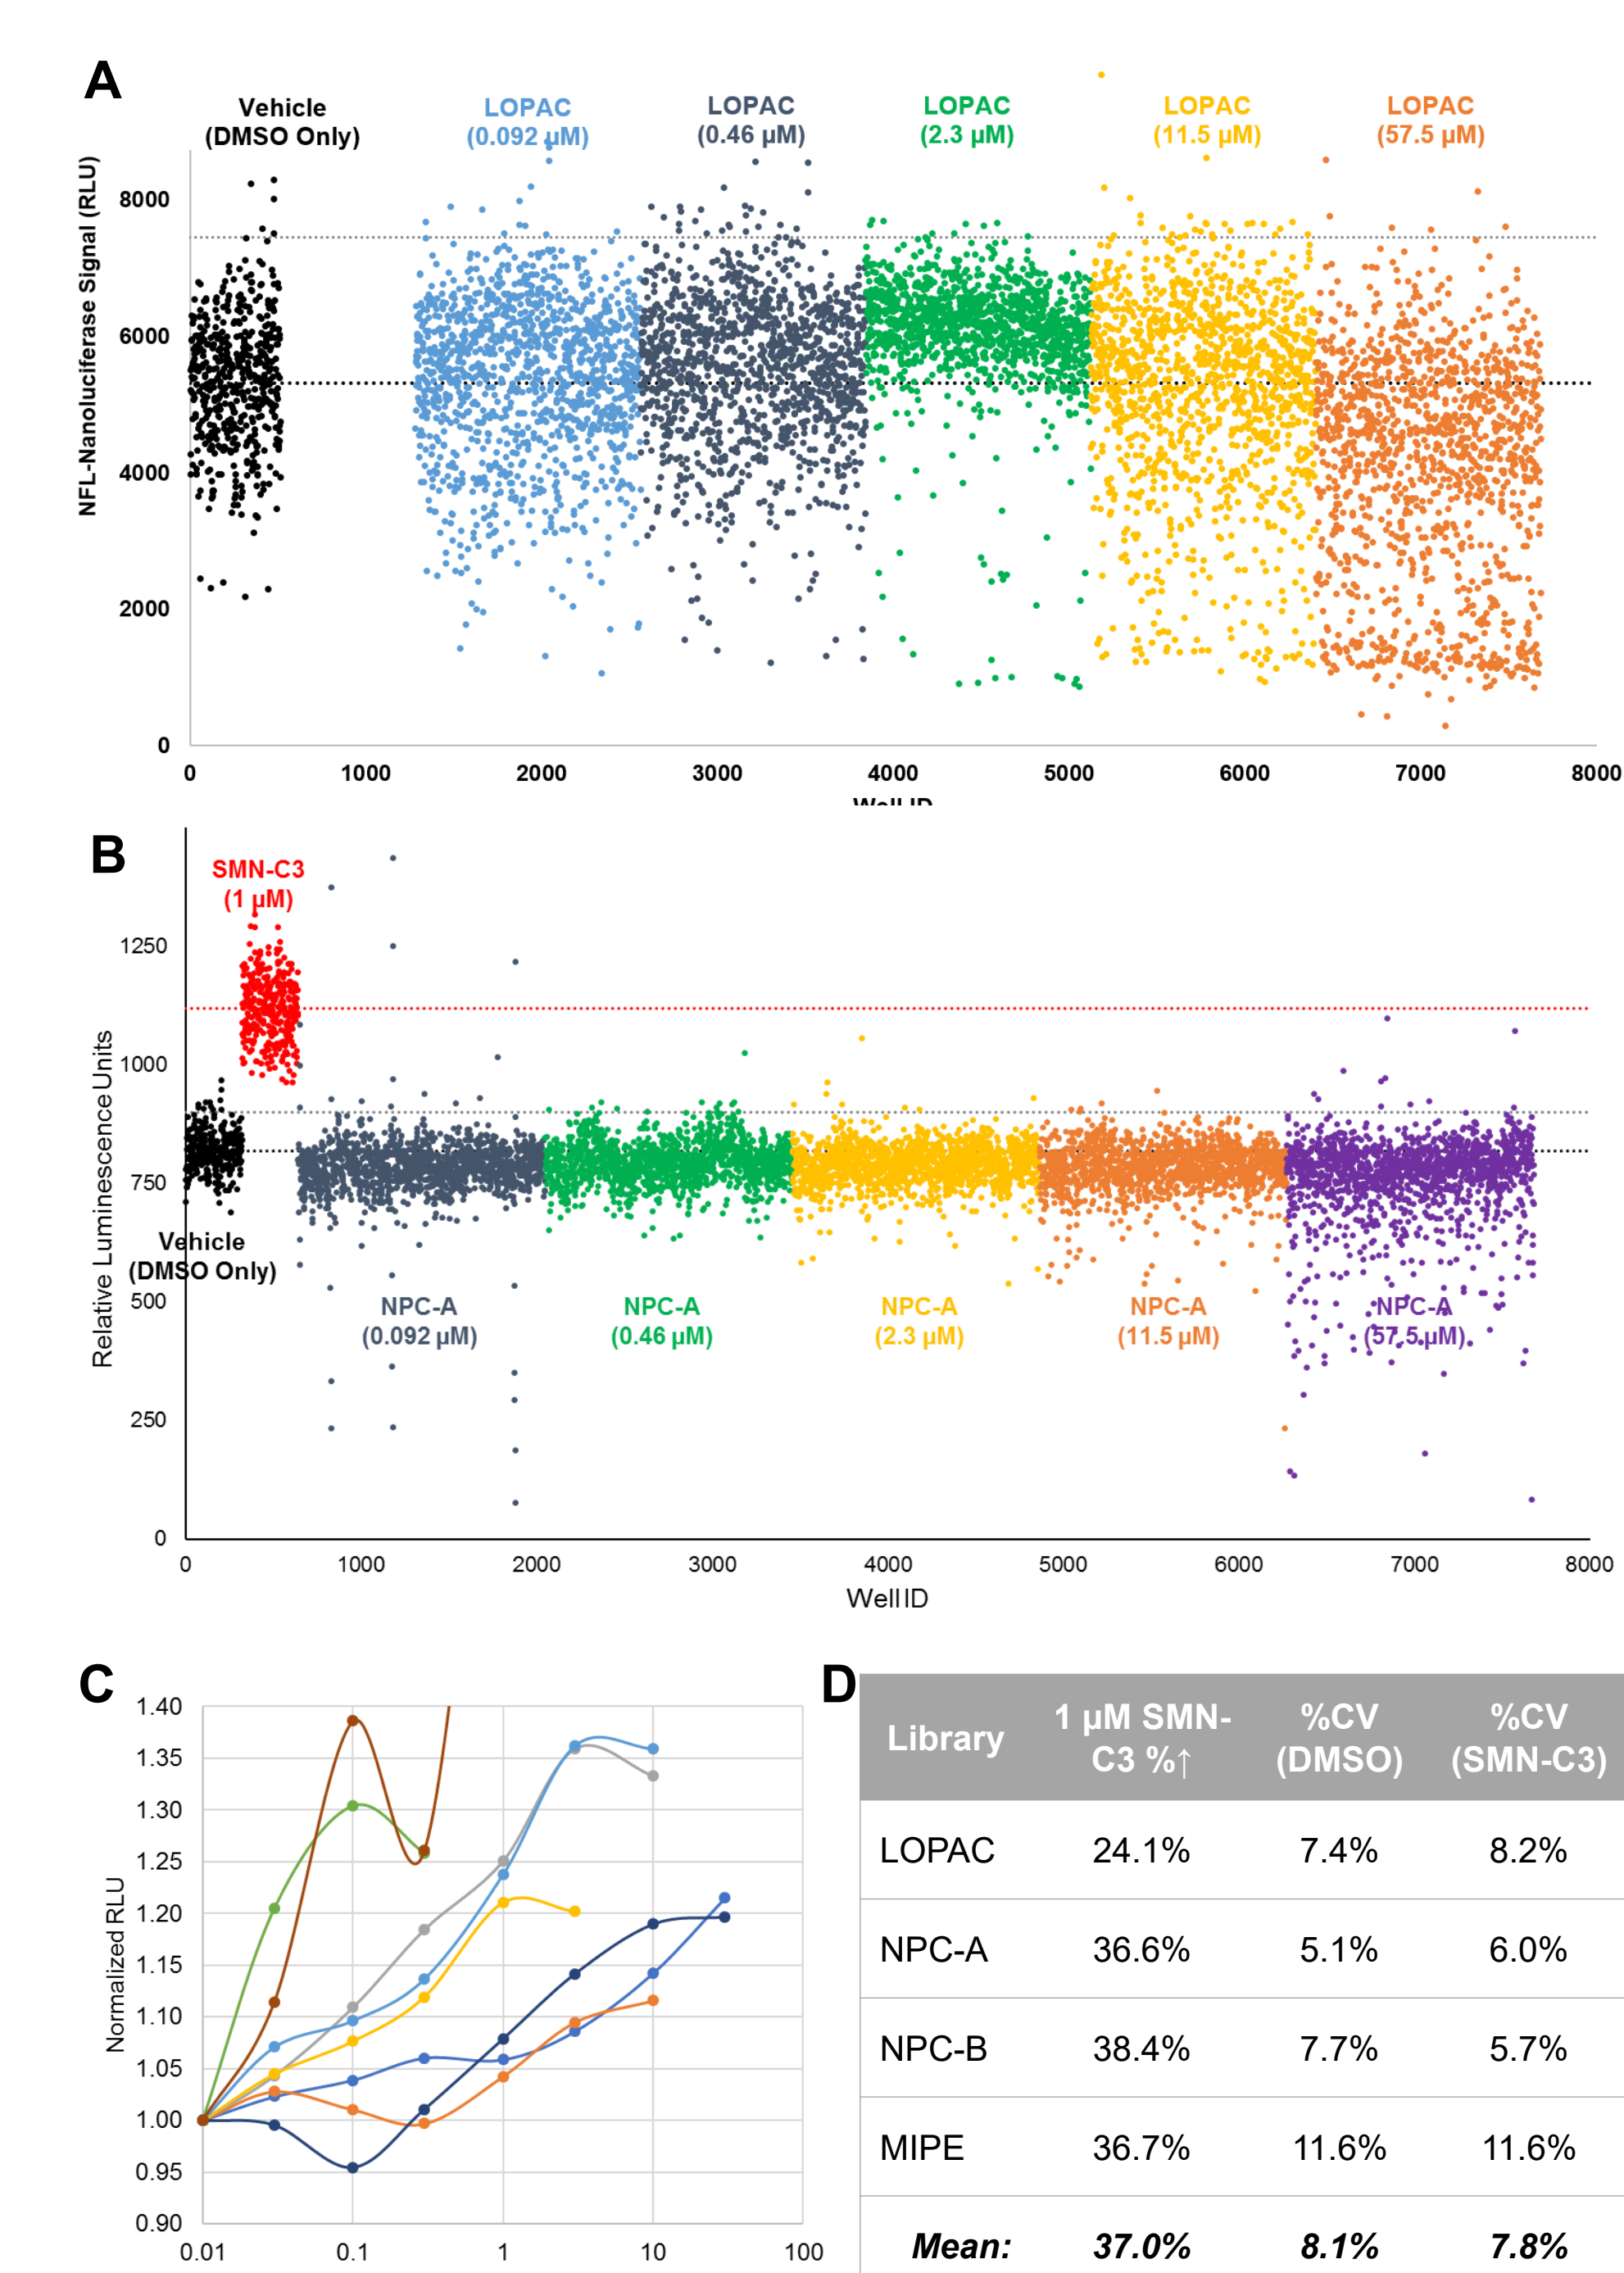 A
Vehicle
(DMSO Only)
LOPAC
(0.092 µM)
LOPAC
(0.46 µM)
LOPAC
(2.3 µM)
LOPAC
(11.5 µM)
LOPAC
(57.5 µM)
NFL-Nanoluciferase Signal (RLU)
8000
6000
4000
2000
0
0 1000 2000 3000 4000 5000 6000 7000 8000
Well ID
B
SMN-C3
(1 µM)
Relative Luminescence Units
1250
1000
750
500
250
0
Vehicle
(DMSO Only)
NPC-A
(0.092 µM)
NPC-A
(0.46 µM)
NPC-A
(2.3 µM)
NPC-A
(11.5 µM)
NPC-A
(57.5 µM)
0 1000 2000 3000 4000 5000 6000 7000 8000
Well ID
C
Normalized RLU
1.40
1.35
1.30
1.25
1.20
1.15
1.10
1.05
1.00
0.95
0.90
0.01 0.1 1 10 100
D
Library 1 µM SMN-C3 %↑ %CV (DMSO) %CV (SMN-C3)
LOPAC 24.1% 7.4% 8.2%
NPC-A 36.6% 5.1% 6.0%
NPC-B 38.4% 7.7% 5.7%
MIPE 36.7% 11.6% 11.6%
Mean: 37.0% 8.1% 7.8%